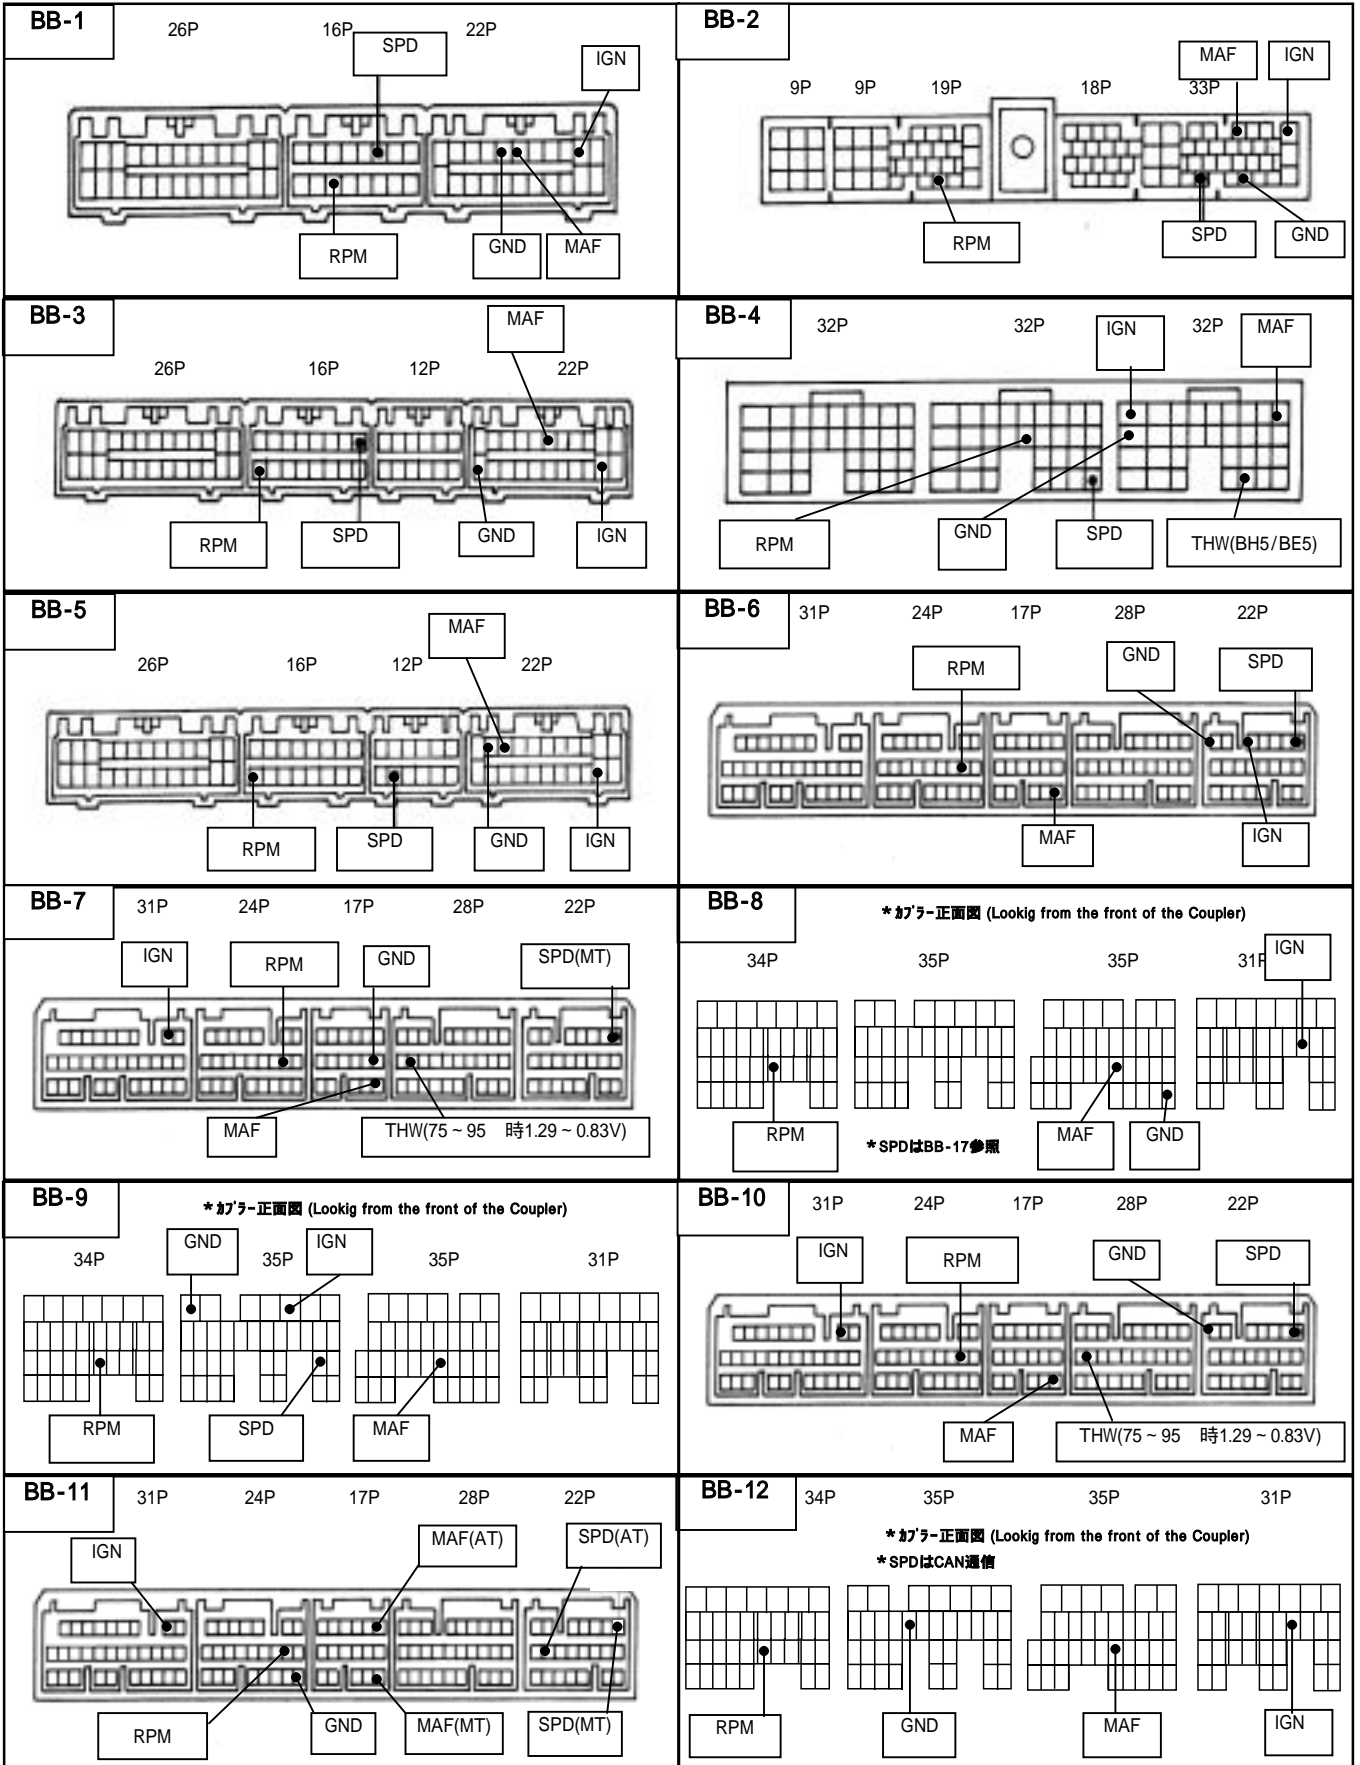 BB-1
26P 16P 22P
SPD
IGN
RPM
GND
MAF
BB-2
MAF
IGN
9P 9P 19P 18P 33P
RPM
SPD
GND
BB-3
MAF
26P 16P 12P 22P
RPM
SPD
GND
IGN
BB-4
32P 32P 32P
IGN
MAF
RPM
GND
SPD
THW(BH5/BE5)
BB-5
MAF
26P 16P 12P 22P
RPM
SPD
GND
IGN
BB-6
31P 24P 17P 28P 22P
RPM
GND
SPD
MAF
IGN
BB-7
31P 24P 17P 28P 22P
IGN
RPM
GND
SPD(MT)
MAF
THW(75～95　時1.29～0.83V)
BB-8
*ｶﾌﾟﾗｰ正面図 (Lookig from the front of the Coupler)
IGN
34P 35P 35P 31P
RPM
*SPDはBB-17参照
MAF
GND
BB-9
*ｶﾌﾟﾗｰ正面図 (Lookig from the front of the Coupler)
GND
IGN
34P 35P 35P 31P
RPM
SPD
MAF
BB-10
31P 24P 17P 28P 22P
IGN
RPM
GND
SPD
MAF
THW(75～95　時1.29～0.83V)
BB-11
31P 24P 17P 28P 22P
IGN
MAF(AT)
SPD(AT)
RPM
GND
MAF(MT)
SPD(MT)
BB-12
34P 35P 35P 31P
*ｶﾌﾟﾗｰ正面図 (Lookig from the front of the Coupler)
*SPDはCAN通信
RPM
GND
MAF
IGN